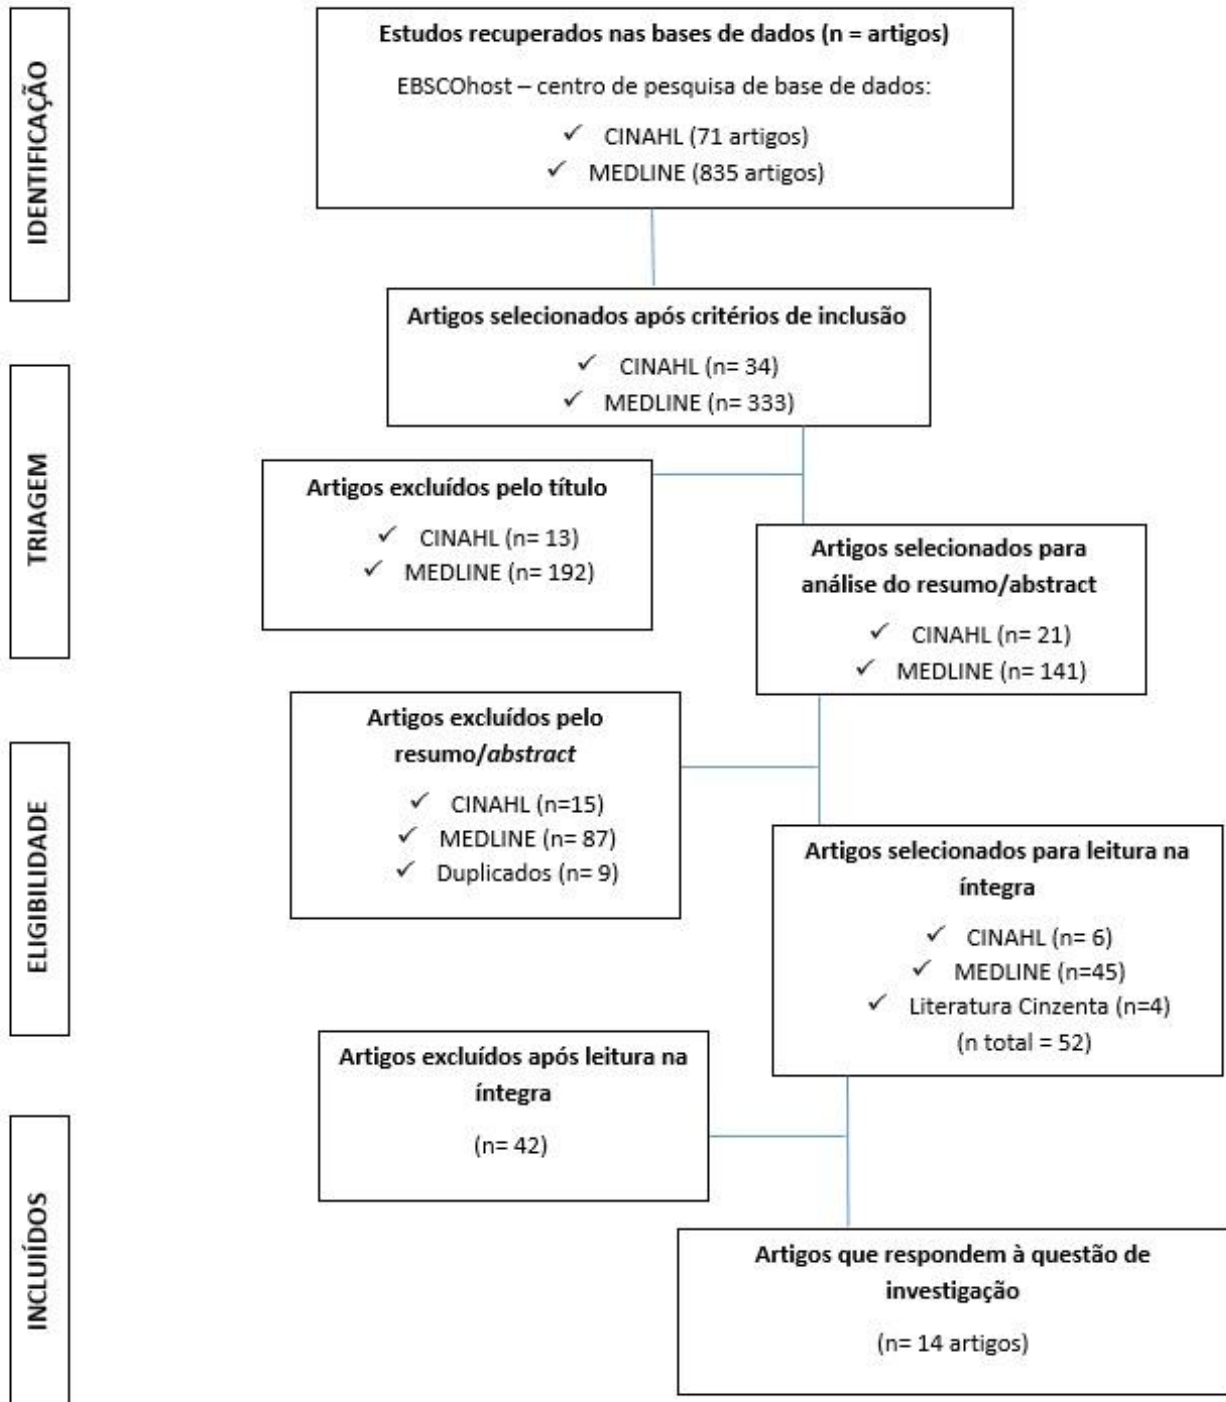 IDENTIFICAÇÃO
Estudos recuperados nas bases de dados (n = artigos)
EBSCOhost – centro de pesquisa de base de dados:
✓ CINAHL (71 artigos)
✓ MEDLINE (835 artigos)
Artigos selecionados após critérios de inclusão
✓ CINAHL (n= 34)
✓ MEDLINE (n= 333)
TRIAGEM
Artigos excluídos pelo título
✓ CINAHL (n= 13)
✓ MEDLINE (n= 192)
Artigos selecionados para
análise do resumo/abstract
✓ CINAHL (n= 21)
✓ MEDLINE (n= 141)
ELIGIBILIDADE
Artigos excluídos pelo
resumo/abstract
✓ CINAHL (n=15)
✓ MEDLINE (n= 87)
✓ Duplicados (n= 9)
Artigos selecionados para leitura na
íntegra
✓ CINAHL (n= 6)
✓ MEDLINE (n=45)
✓ Literatura Cinzenta (n=4)
(n total = 52)
Artigos excluídos após leitura na
íntegra
(n= 42)
INCLUIÍDOS
Artigos que respondem à questão de
investigação
(n= 14 artigos)